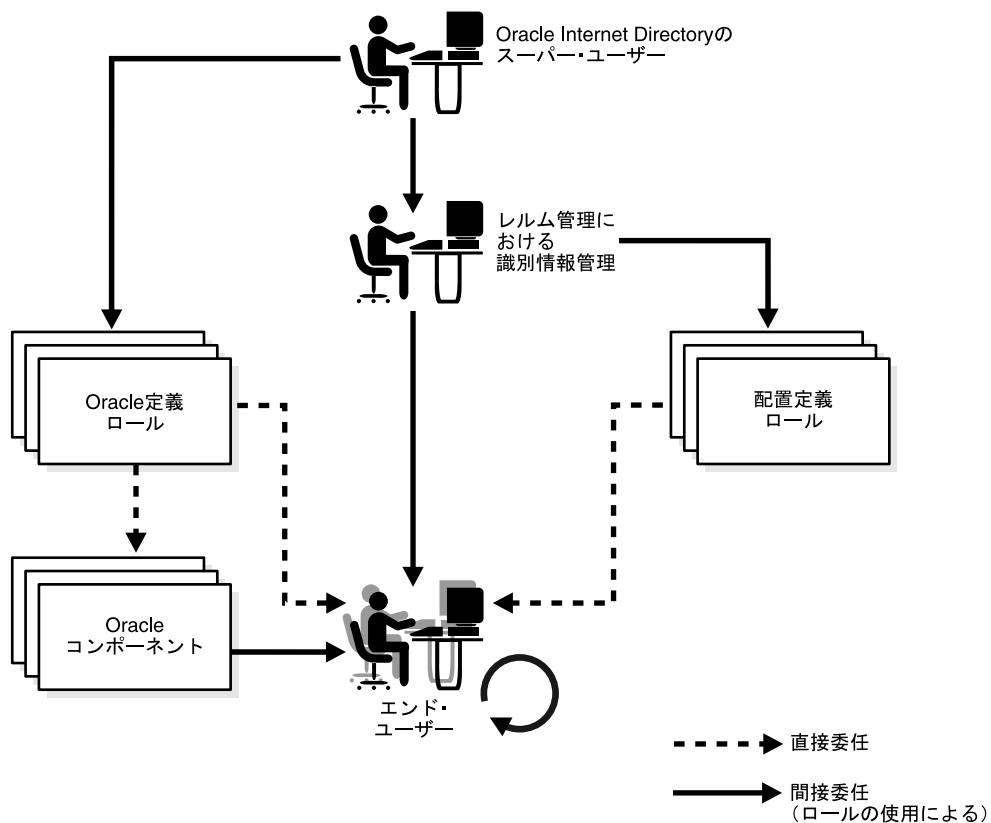 Oracle Internet Directoryの
スーパー・ユーザー
レルム管理に
おける
識別情報管理
Oracle定義
ロール
配置定義
ロール
Oracle
コンポーネント
エンド・
ユーザー
直接委任
間接委任
（ロールの使用による）